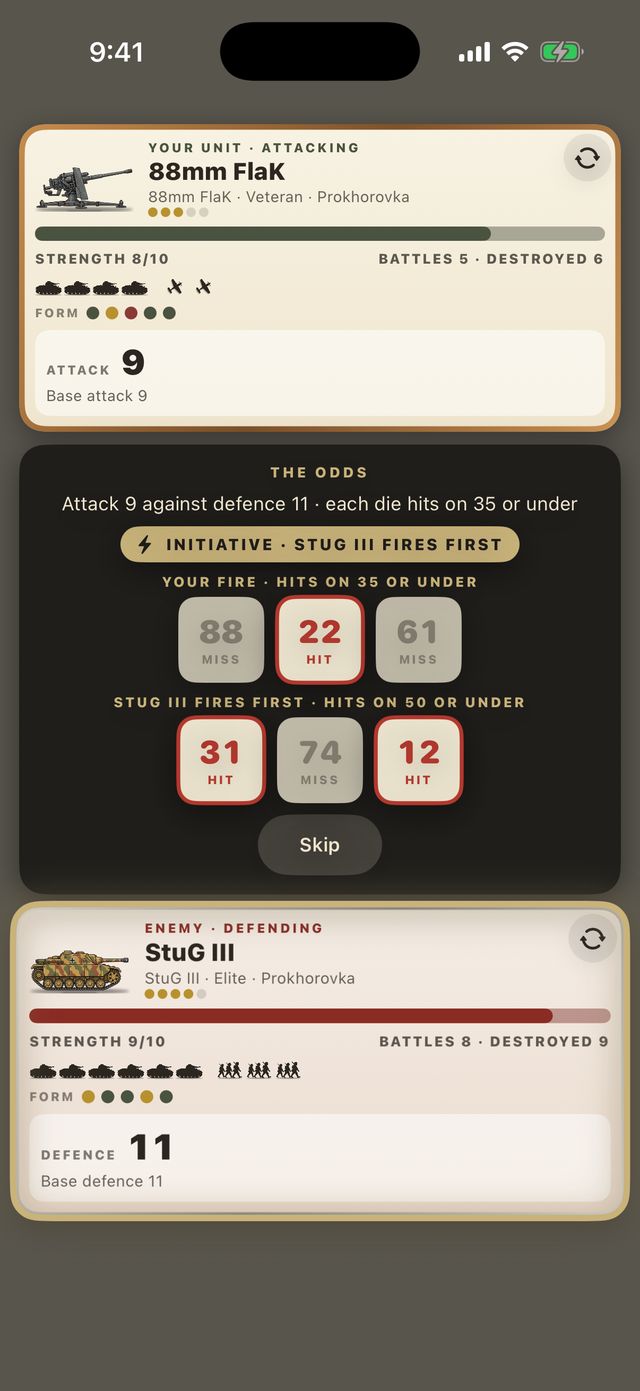 9:41
YOUR UNIT · ATTACKING
88mm FlaK
88mm FlaK · Veteran · Prokhorovka
STRENGTH 8/10
BATTLES 5 · DESTROYED 6
FORM
ATTACK 9
Base attack 9
THE ODDS
Attack 9 against defence 11 · each die hits on 35 or under
INITIATIVE · STUG III FIRES FIRST
YOUR FIRE · HITS ON 35 OR UNDER
88 22 61
MISS HIT MISS
STUG III FIRES FIRST · HITS ON 50 OR UNDER
31 74 12
HIT MISS HIT
Skip
ENEMY · DEFENDING
StuG III
StuG III · Elite · Prokhorovka
STRENGTH 9/10
BATTLES 8 · DESTROYED 9
FORM
DEFENCE 11
Base defence 11